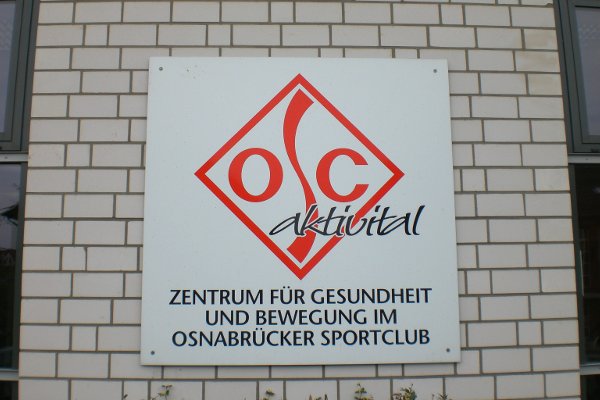 OSC
aktivital
ZENTRUM FÜR GESUNDHEIT
UND BEWEGUNG IM
OSNABRÜCKER SPORTCLUB